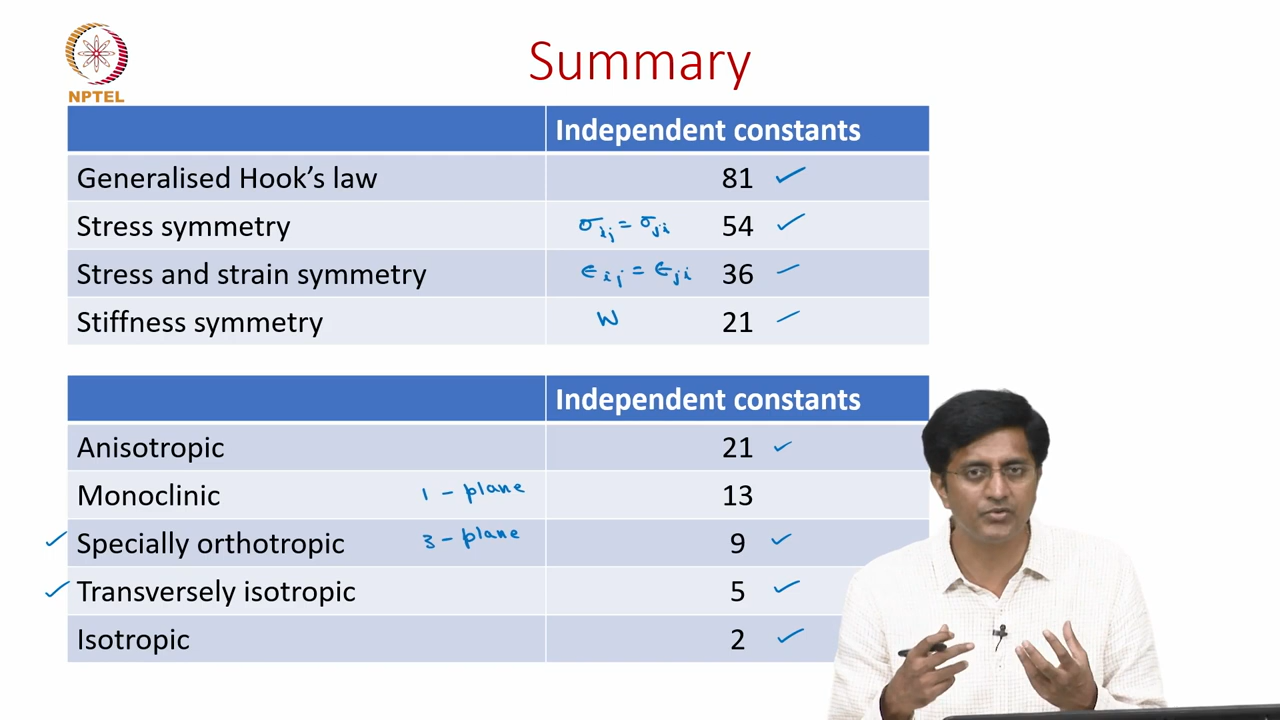 NPTEL
Summary
Independent constants
Generalised Hook’s law 81
Stress symmetry σij = σji 54
Stress and strain symmetry ϵij = ϵji 36
Stiffness symmetry W 21
Independent constants
Anisotropic 21
Monoclinic 1 - plane 13
Specially orthotropic 3 - plane 9
Transversely isotropic 5
Isotropic 2